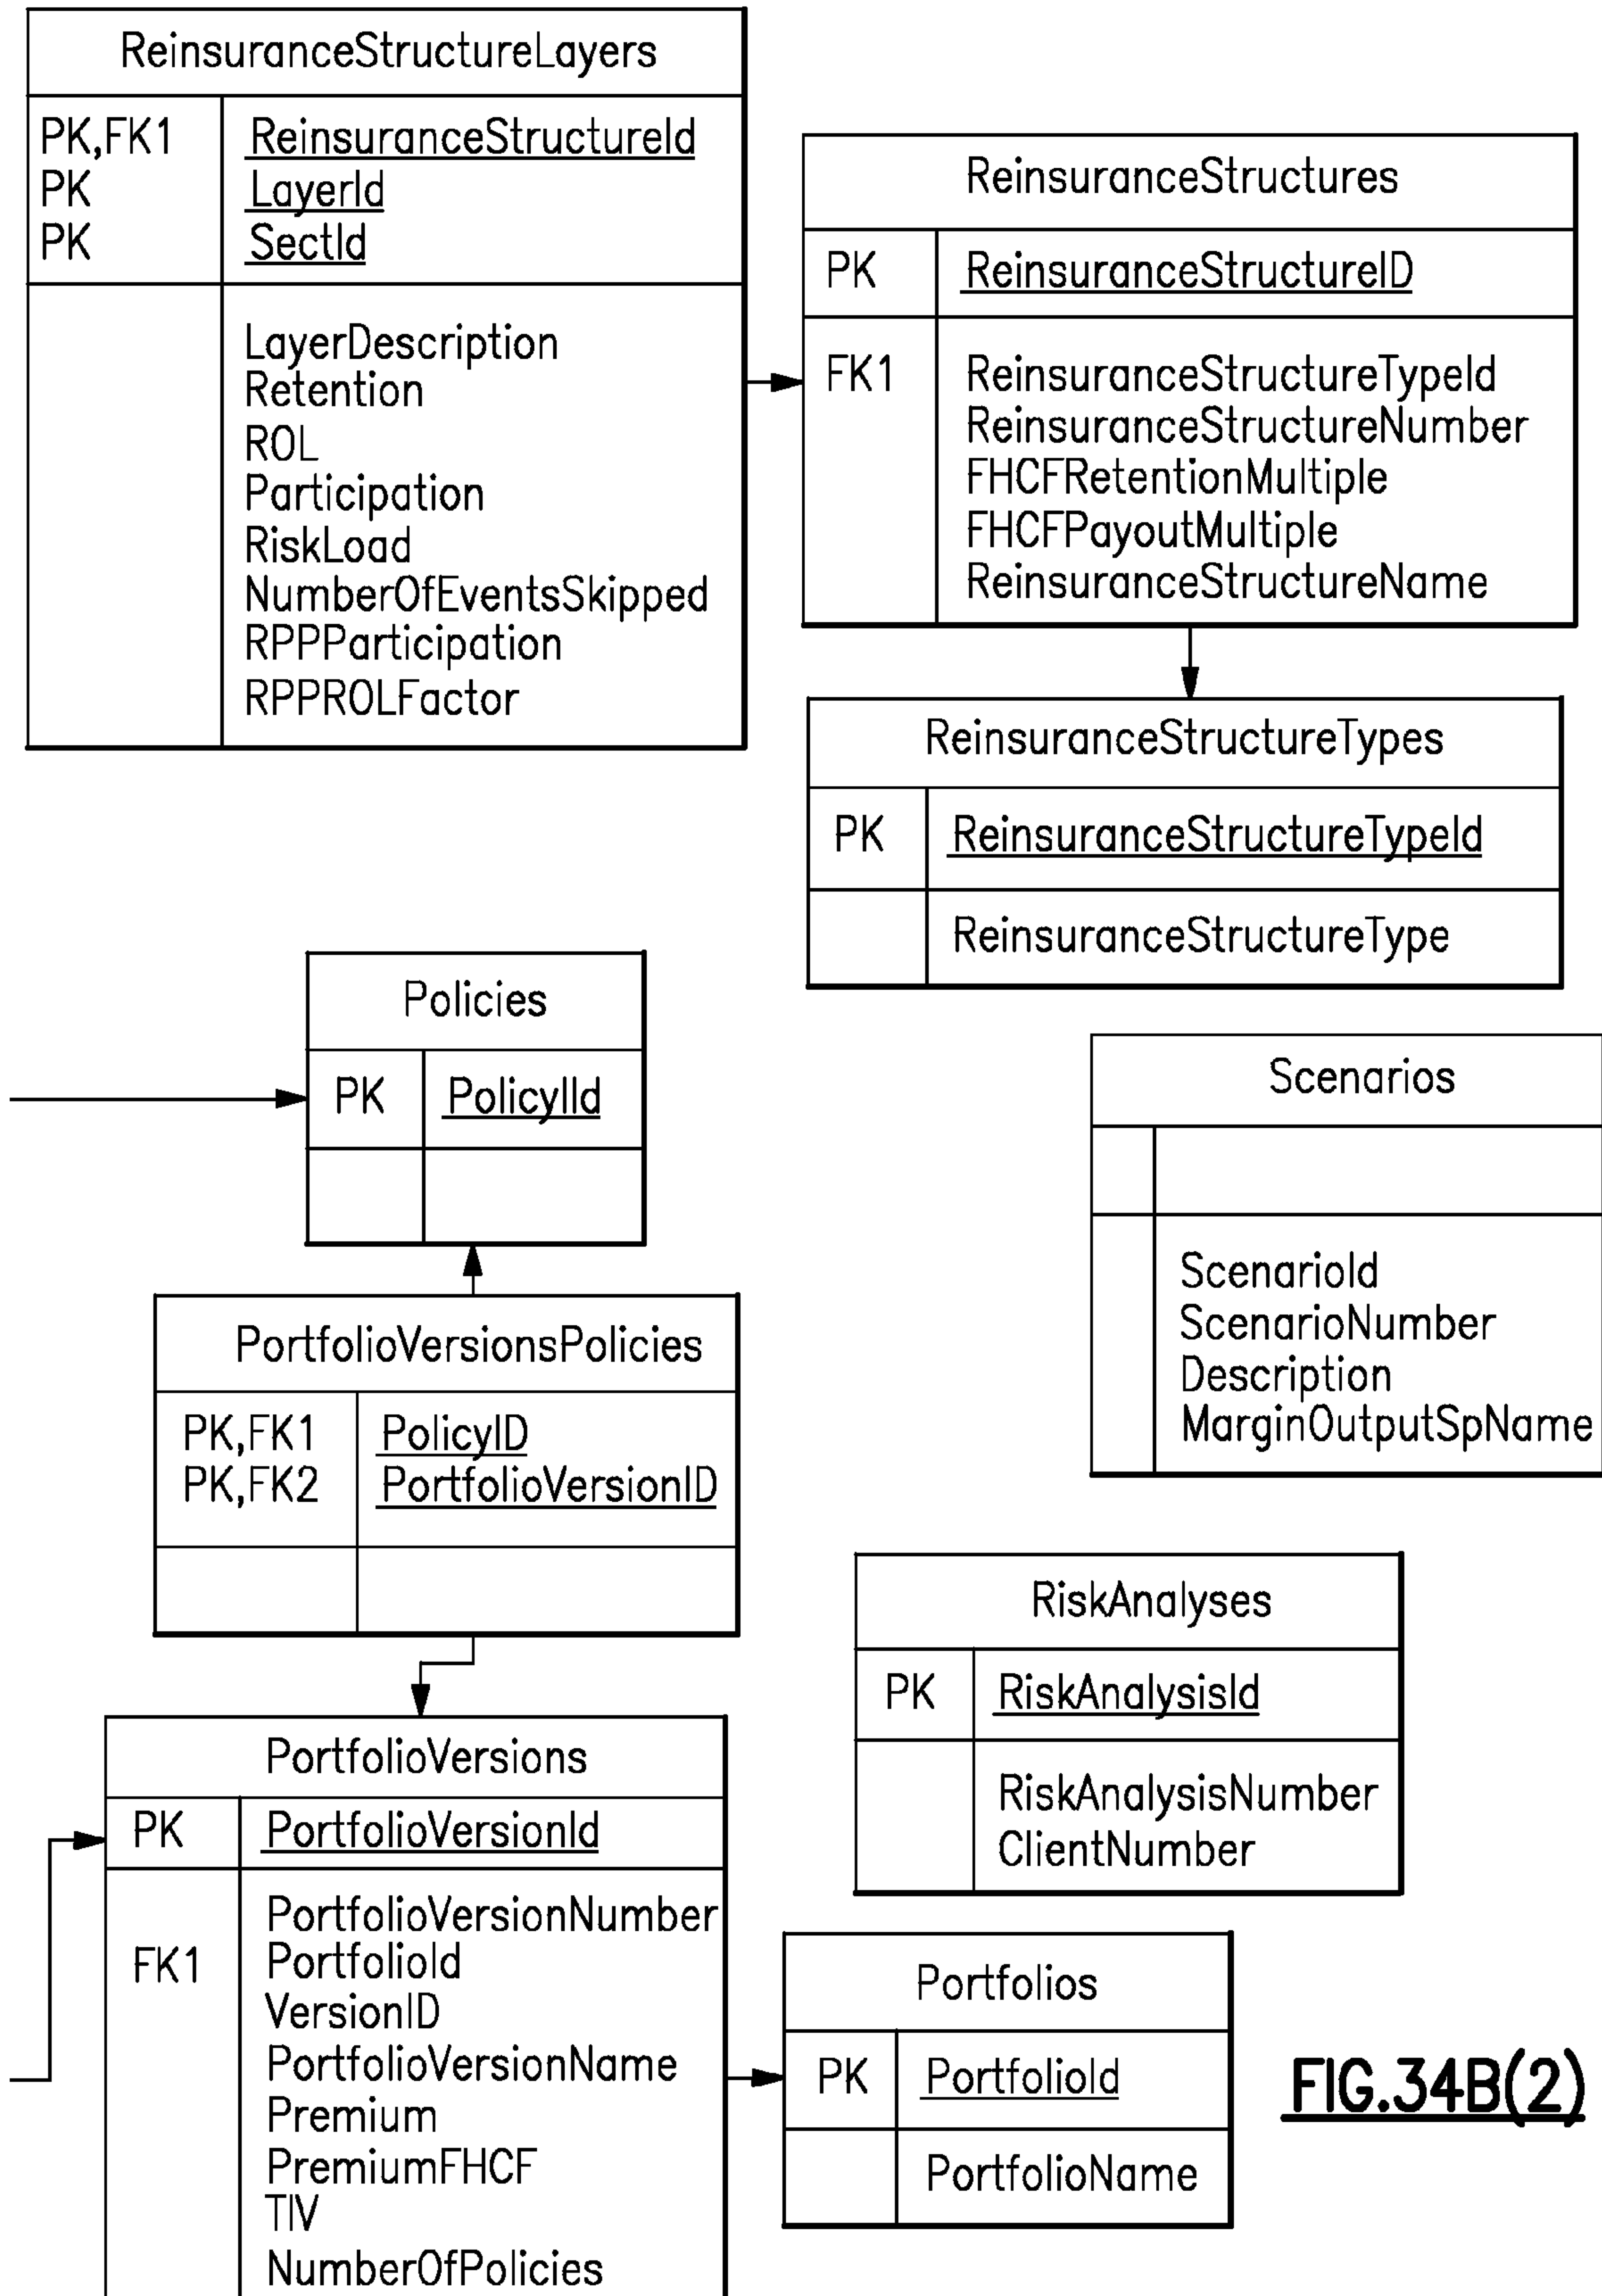 ReinsuranceStructureLayers
PK,FK1 ReinsuranceStructureId
PK LayerId
PK SectId
LayerDescription
Retention
ROL
Participation
RiskLoad
NumberOfEventsSkipped
RPPParticipation
RPPROLFactor
ReinsuranceStructures
PK ReinsuranceStructureID
FK1 ReinsuranceStructureTypeId
ReinsuranceStructureNumber
FHCFRetentionMultiple
FHCFPayoutMultiple
ReinsuranceStructureName
ReinsuranceStructureTypes
PK ReinsuranceStructureTypeId
ReinsuranceStructureType
Policies
PK PolicyIId
Scenarios
ScenarioId
ScenarioNumber
Description
MarginOutputSpName
PortfolioVersionsPolicies
PK,FK1 PolicyID
PK,FK2 PortfolioVersionID
RiskAnalyses
PK RiskAnalysisId
RiskAnalysisNumber
ClientNumber
PortfolioVersions
PK PortfolioVersionId
PortfolioVersionNumber
FK1 PortfolioId
VersionID
PortfolioVersionName
Premium
PremiumFHCF
TIV
NumberOfPolicies
Portfolios
PK PortfolioId
PortfolioName
FIG.34B(2)